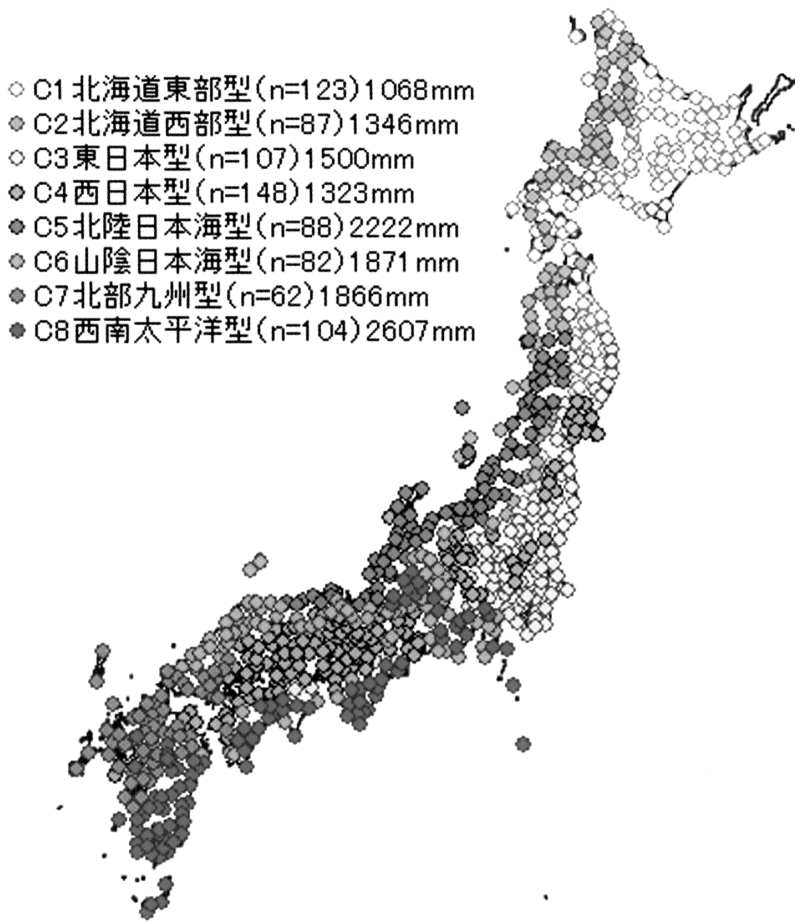 C1北海道東部型(n=123)1068mm
C2北海道西部型(n=87)1346mm
C3東日本型(n=107)1500mm
C4西日本型(n=148)1323mm
C5北陸日本海型(n=88)2222mm
C6山陰日本海型(n=82)1871mm
C7北部九州型(n=62)1866mm
C8西南太平洋型(n=104)2607mm